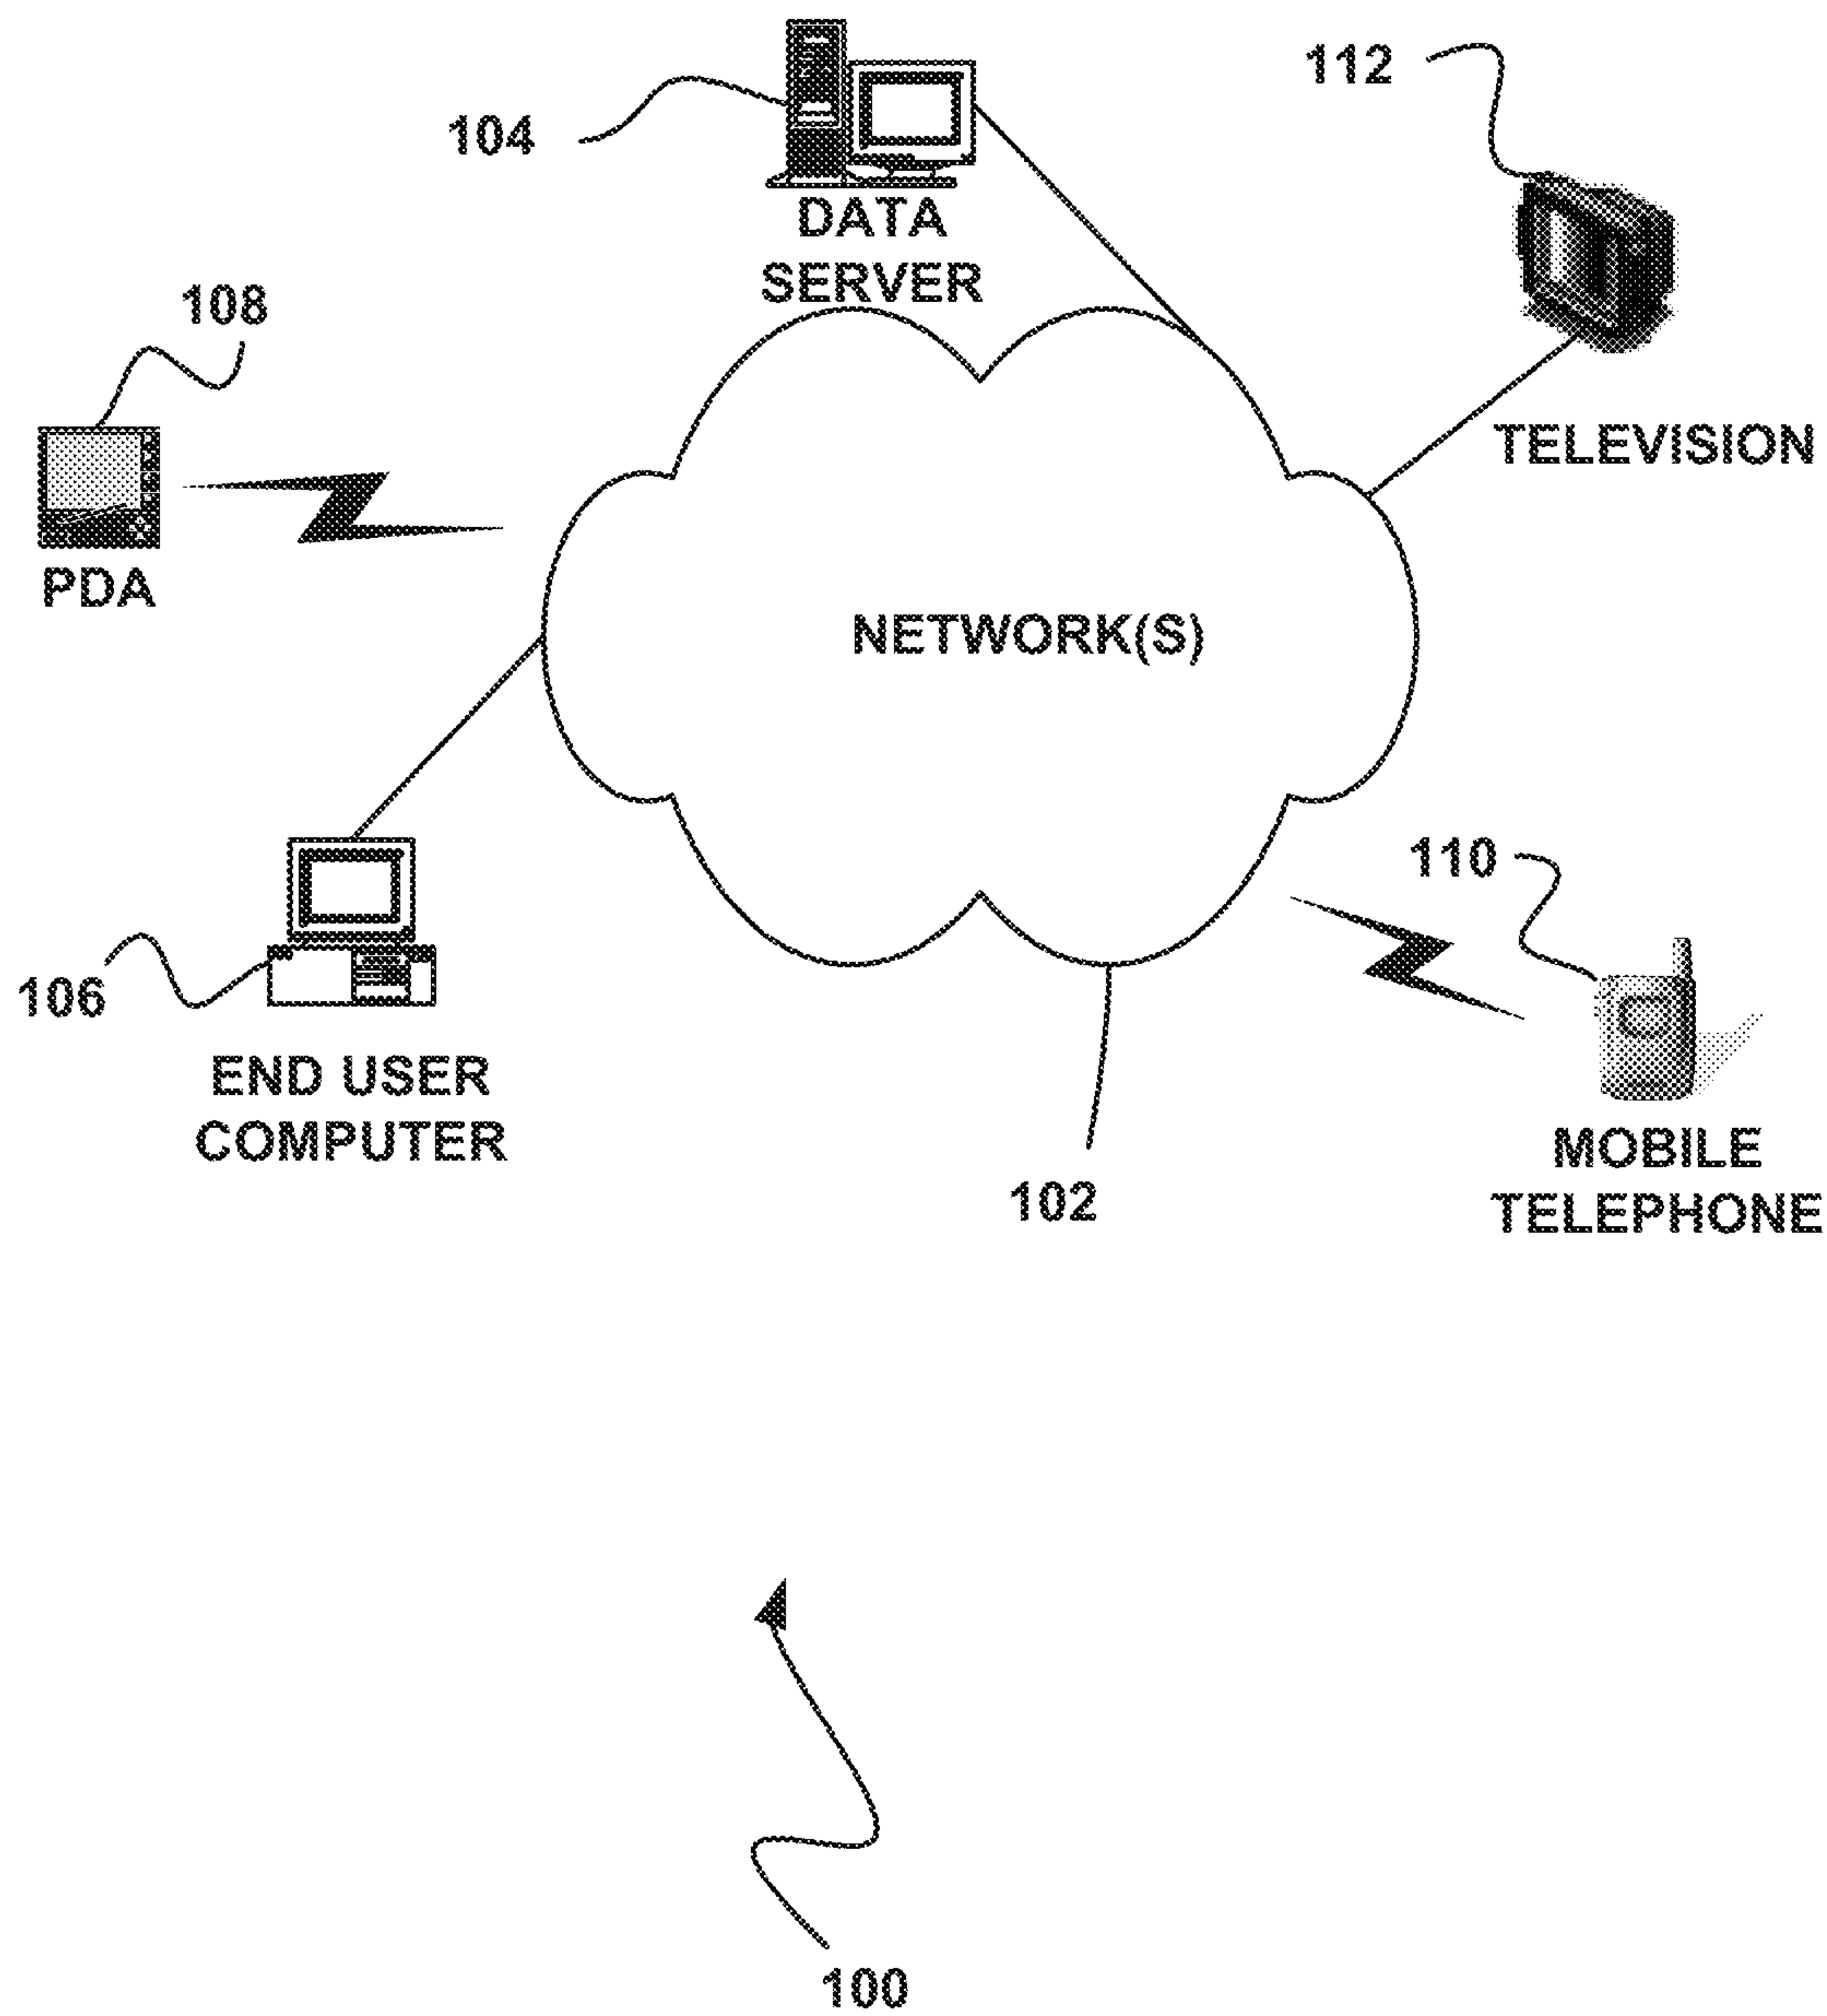 104
112
DATA
SERVER
108
TELEVISION
PDA
NETWORK(S)
110
106
END USER
COMPUTER
102
MOBILE
TELEPHONE
100